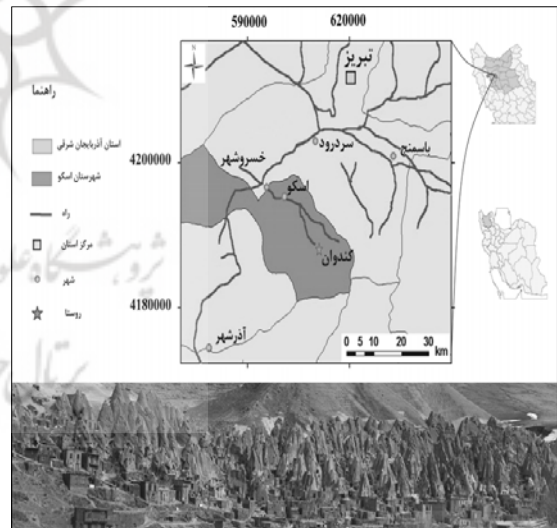 590000 620000
راهنما
استان آذربایجان شرقی
شهرستان اسکو
راه
مرکز استان
شهر
روستا
4200000
4180000
تبریز
باسمنج
سردرود
خسروشهر
اسکو
کندوان
آذرشهر
0 5 10 20 30
km